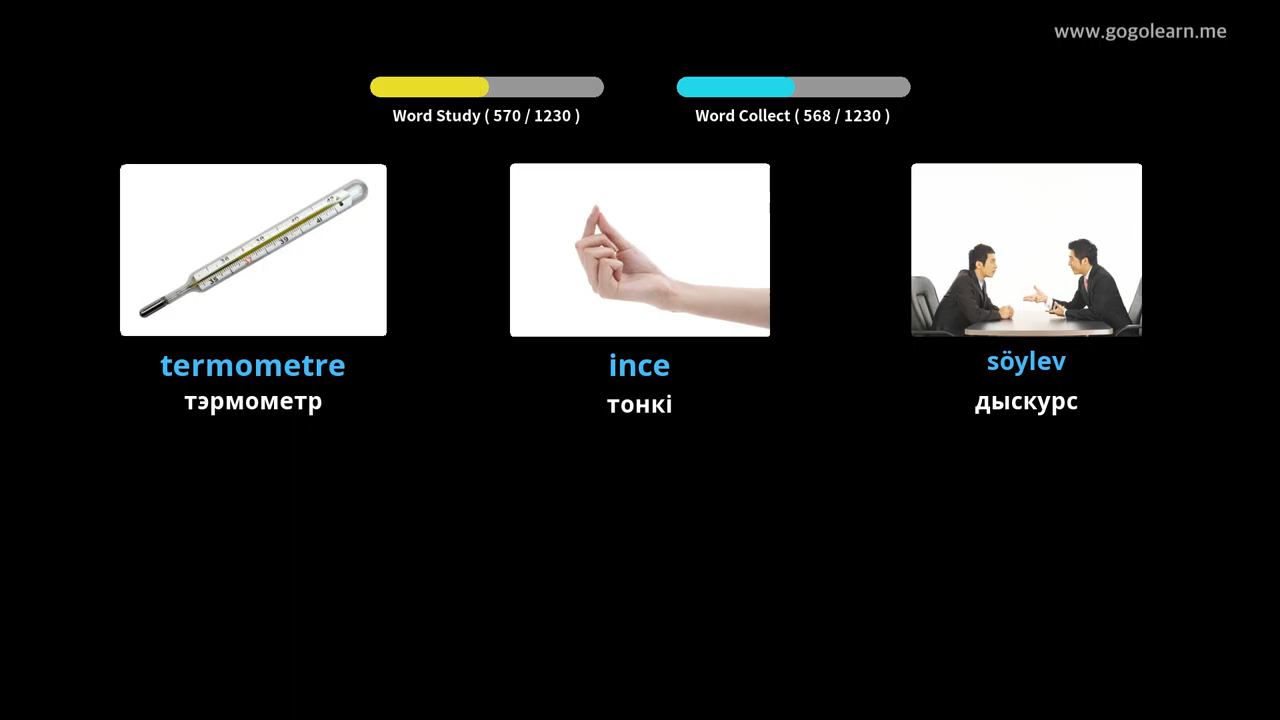 www.gogolearn.me
Word Study ( 570 / 1230 )
Word Collect ( 568 / 1230 )
termometre
ince
söylev
тэрмометр
тонкі
дыскурс